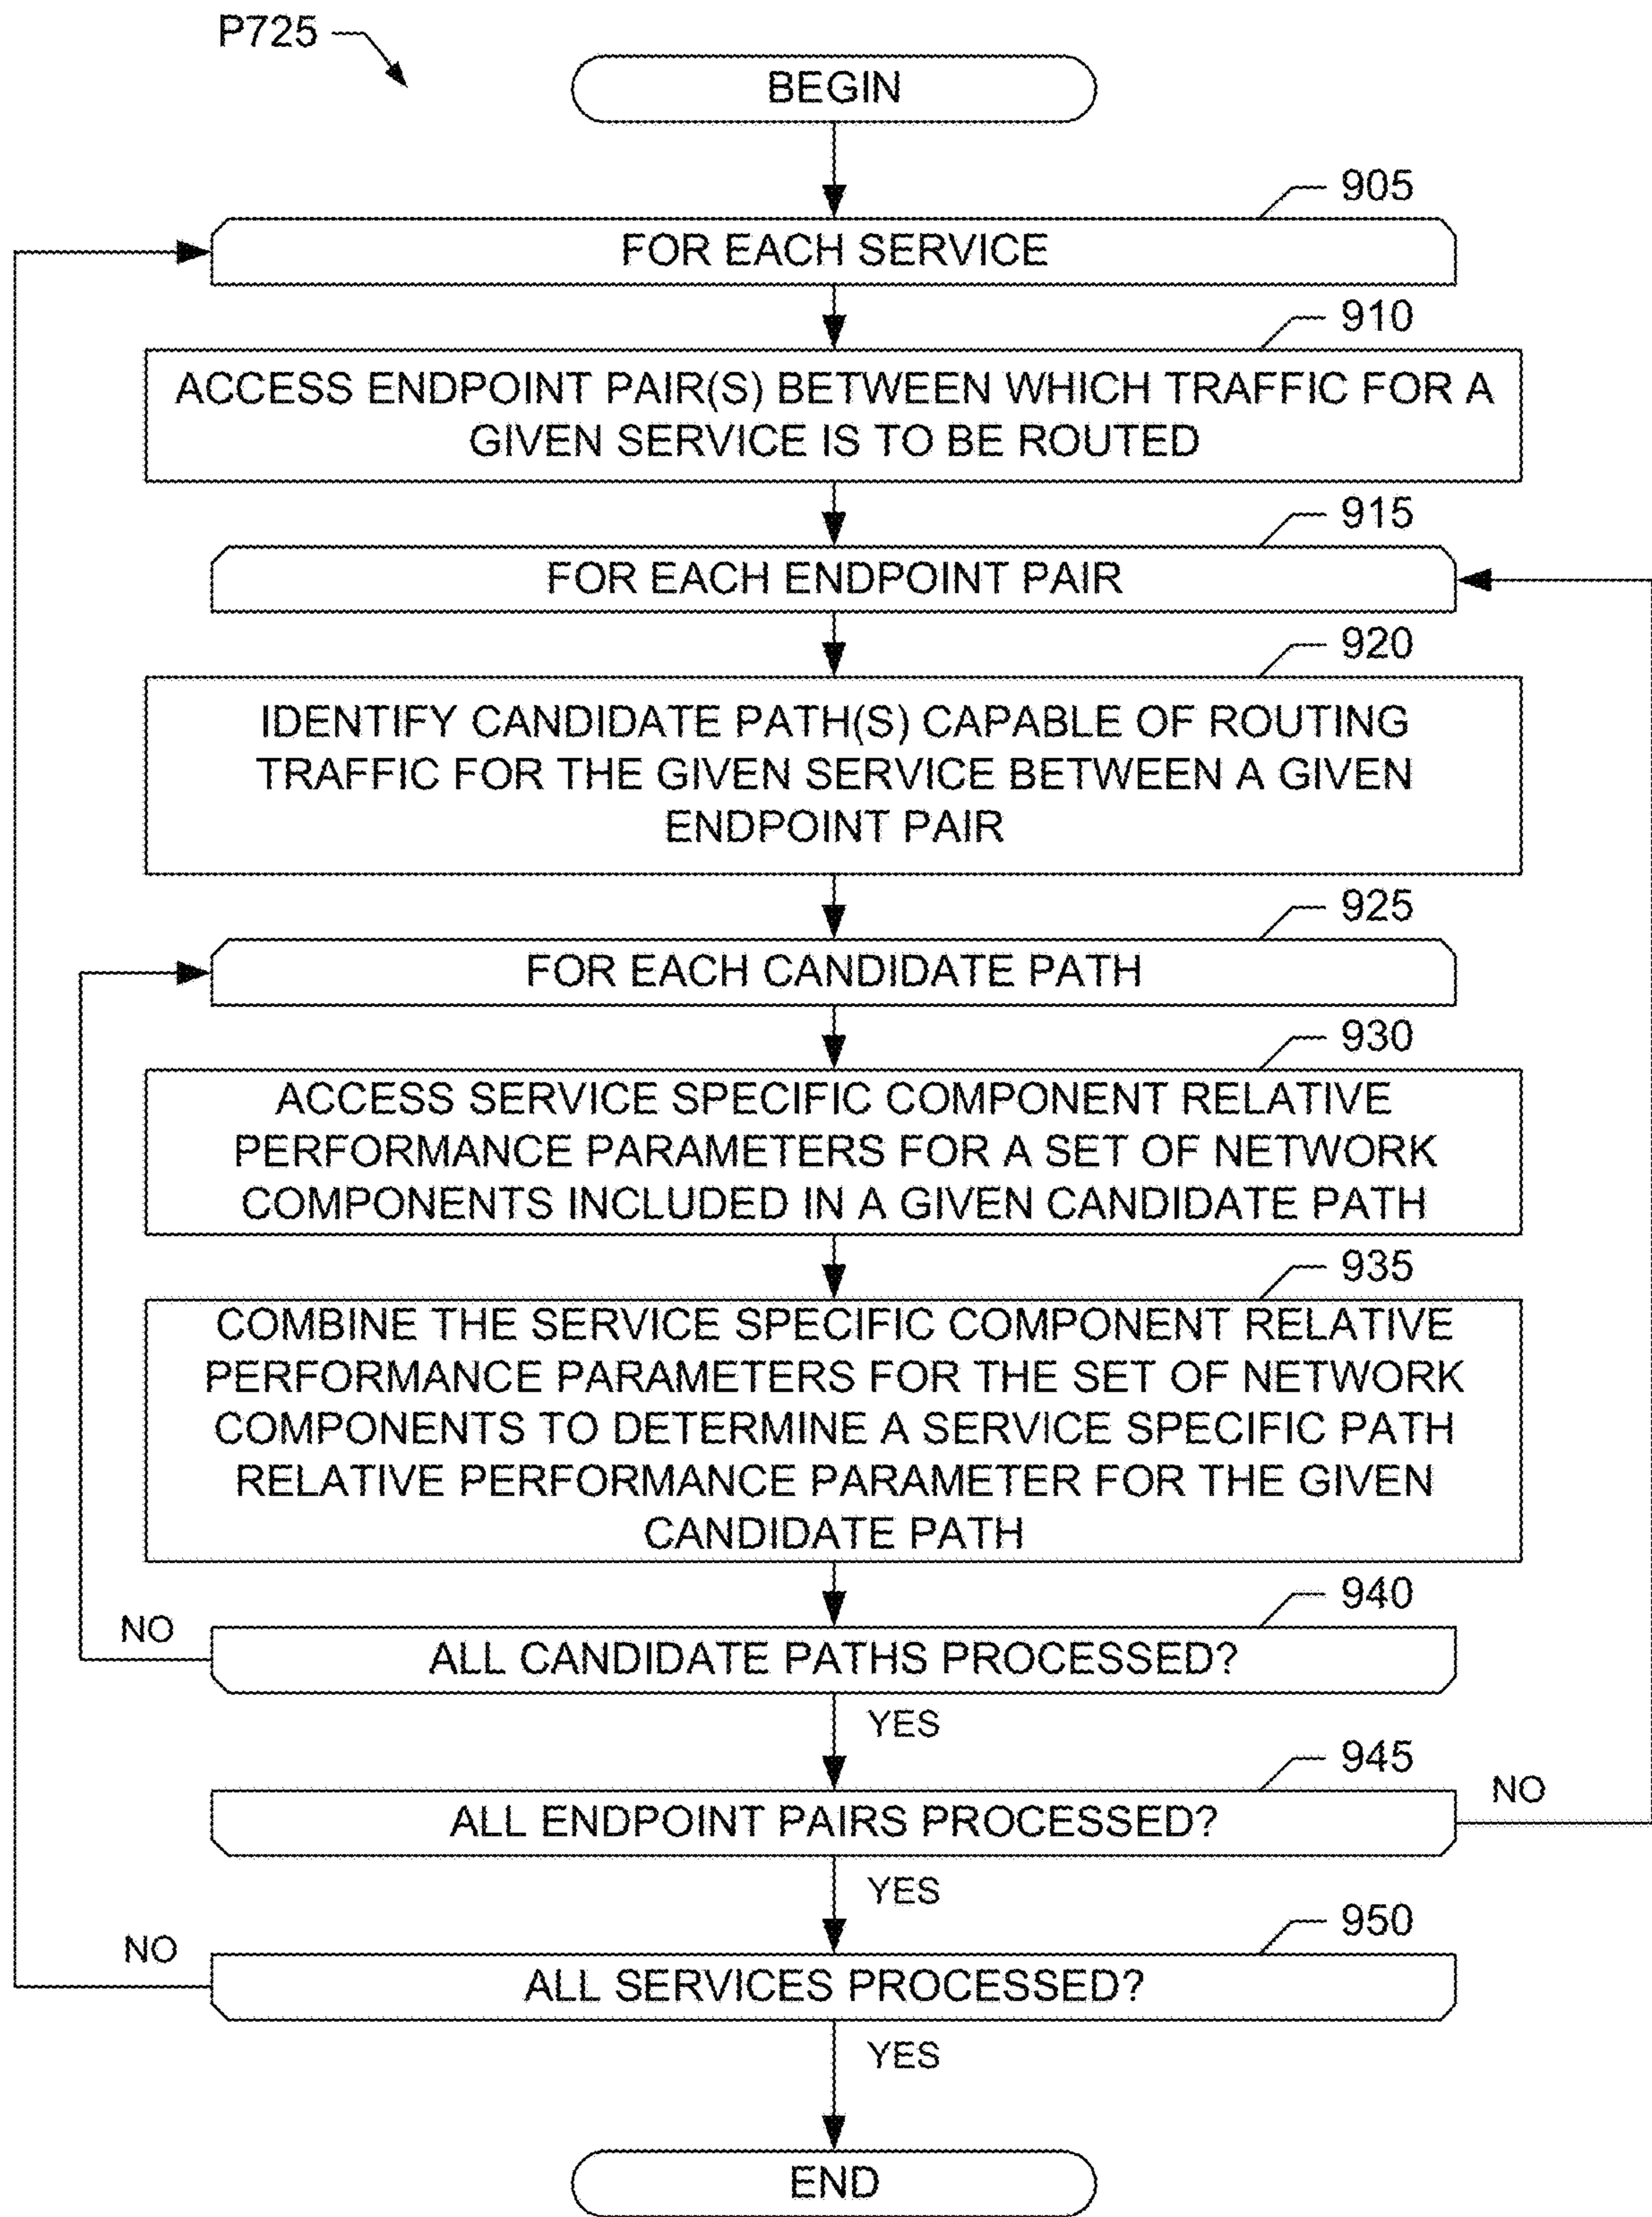 P725
BEGIN
905
FOR EACH SERVICE
910
ACCESS ENDPOINT PAIR(S) BETWEEN WHICH TRAFFIC FOR A
GIVEN SERVICE IS TO BE ROUTED
915
FOR EACH ENDPOINT PAIR
920
IDENTIFY CANDIDATE PATH(S) CAPABLE OF ROUTING
TRAFFIC FOR THE GIVEN SERVICE BETWEEN A GIVEN
ENDPOINT PAIR
925
FOR EACH CANDIDATE PATH
930
ACCESS SERVICE SPECIFIC COMPONENT RELATIVE
PERFORMANCE PARAMETERS FOR A SET OF NETWORK
COMPONENTS INCLUDED IN A GIVEN CANDIDATE PATH
935
COMBINE THE SERVICE SPECIFIC COMPONENT RELATIVE
PERFORMANCE PARAMETERS FOR THE SET OF NETWORK
COMPONENTS TO DETERMINE A SERVICE SPECIFIC PATH
RELATIVE PERFORMANCE PARAMETER FOR THE GIVEN
CANDIDATE PATH
940
NO
ALL CANDIDATE PATHS PROCESSED?
YES
945
NO
ALL ENDPOINT PAIRS PROCESSED?
YES
950
NO
ALL SERVICES PROCESSED?
YES
END